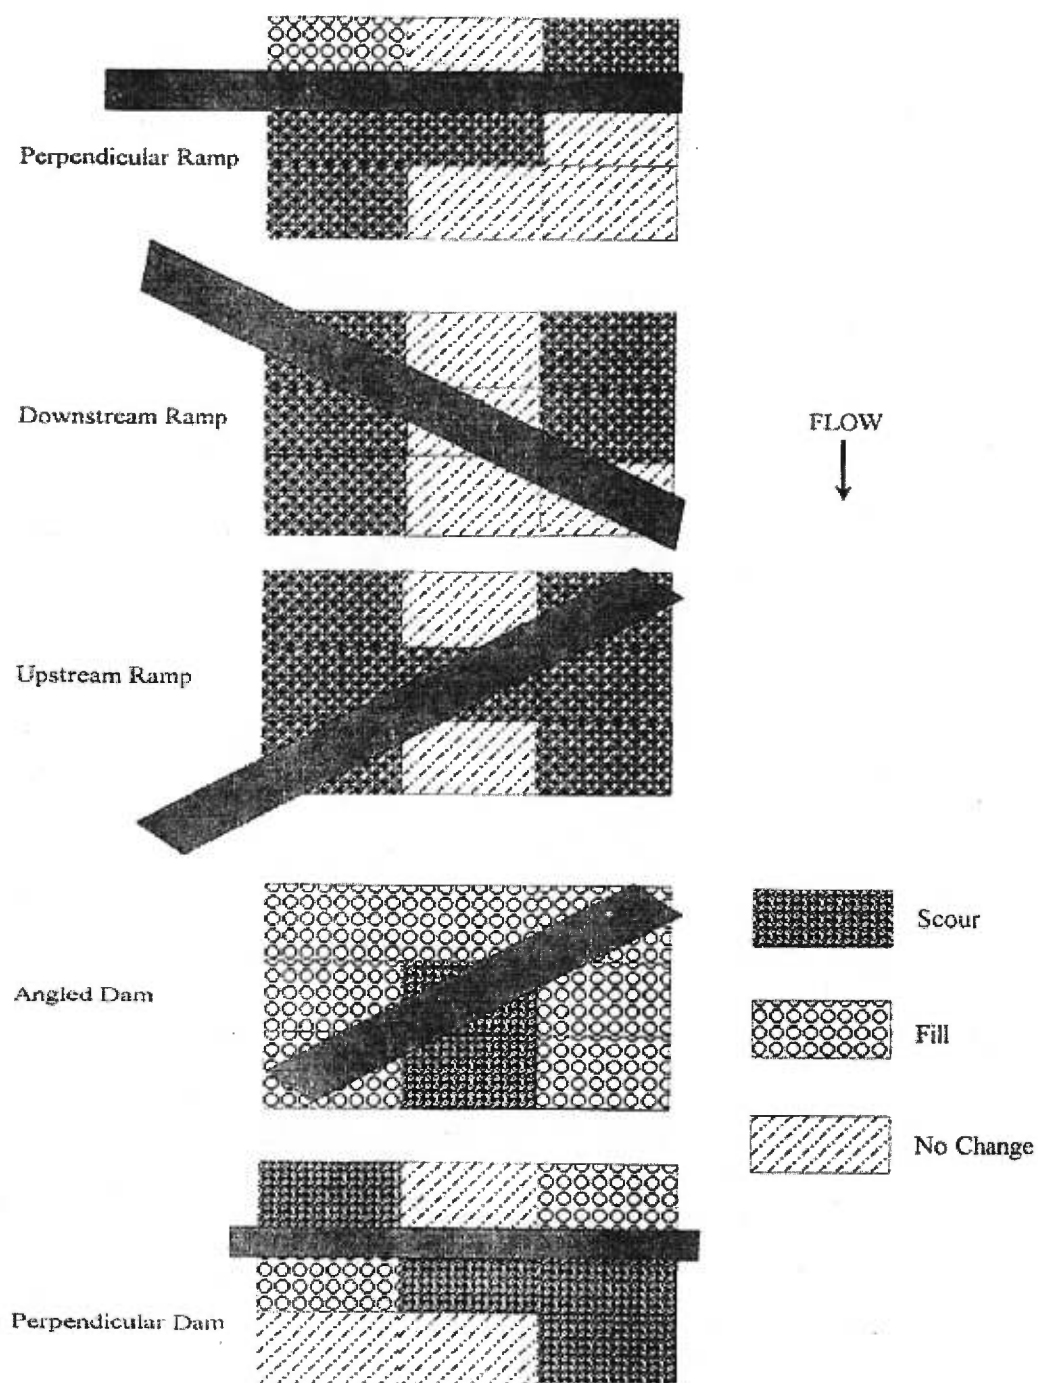 Perpendicular Ramp
Downstream Ramp
FLOW
Upstream Ramp
Angled Dam
Scour
Fill
No Change
Perpendicular Dam